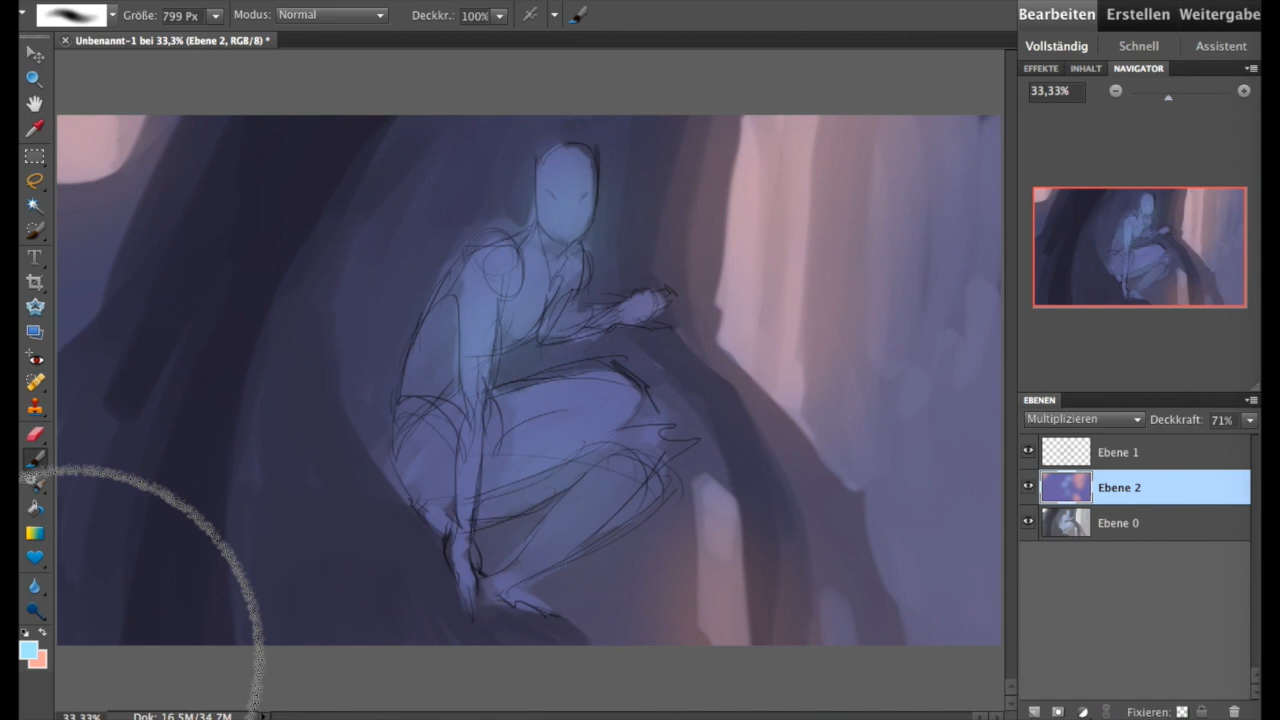 Größe: 799 Px Modus: Normal Deckkr.: 100%
Bearbeiten Erstellen Weitergabe
Unbenannt-1 bei 33,3% (Ebene 2, RGB/8) *
Vollständig Schnell Assistent
EFFEKTE INHALT NAVIGATOR
33,33%
EBENEN
Multiplizieren Deckkraft: 71%
Ebene 1
Ebene 2
Ebene 0
T
33,33% Dok: 16,5M/34,7M
Fixieren: